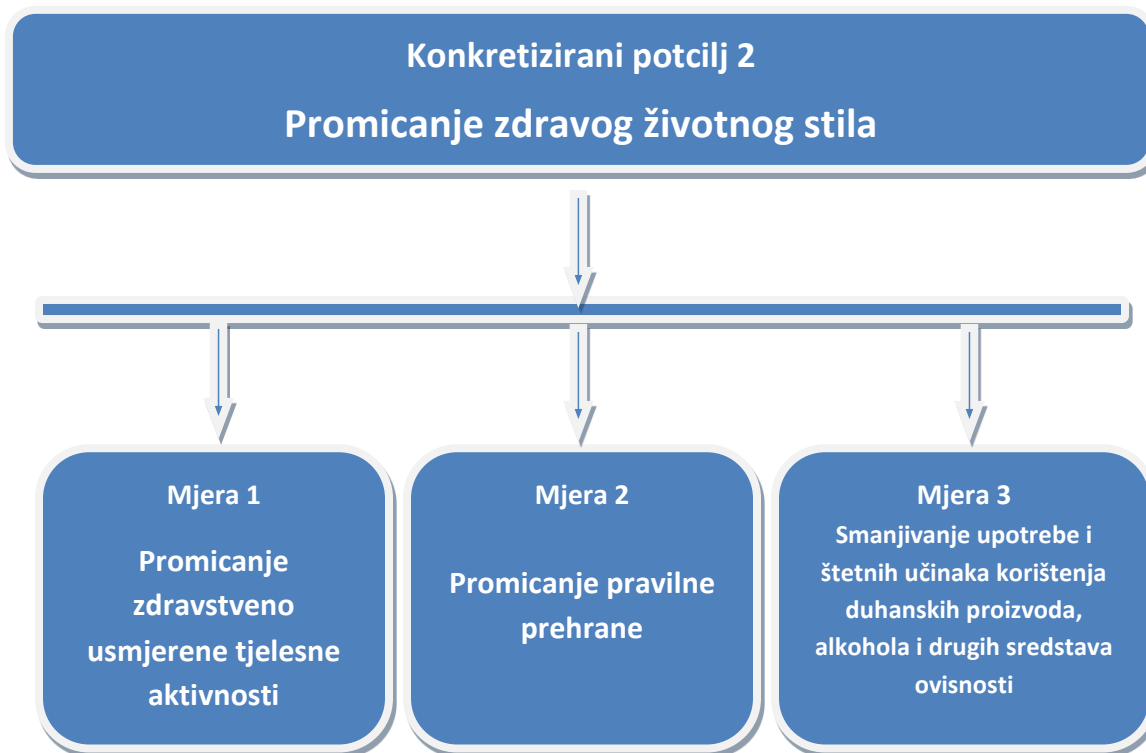 Konkretizirani potcilj 2
Promicanje zdravog životnog stila
Mjera 1
Promicanje
zdravstveno
usmjerene tjelesne
aktivnosti
Mjera 2
Promicanje pravilne
prehrane
Mjera 3
Smanjivanje upotrebe i
štetnih učinaka korištenja
duhanskih proizvoda,
alkohola i drugih sredstava
ovisnosti